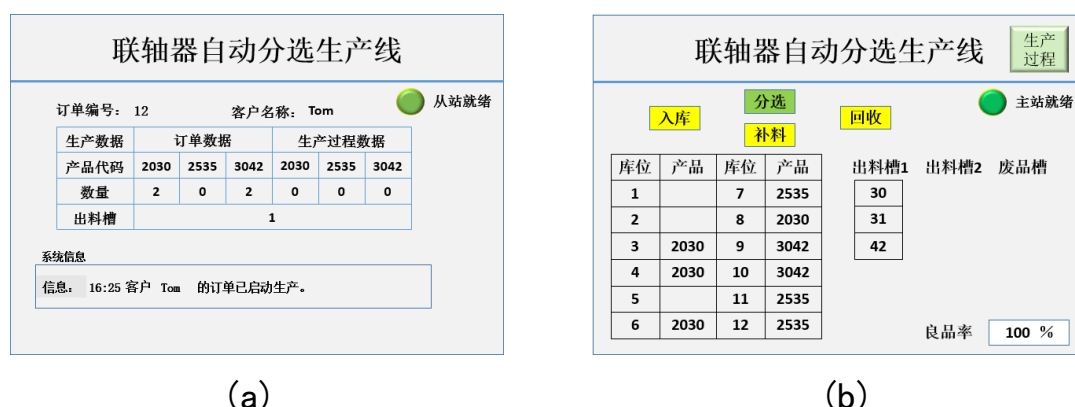 联轴器自动分选生产线
订单编号： 12 客户名称： Tom 从站就绪
生产数据 订单数据 生产过程数据
产品代码 2030 2535 3042 2030 2535 3042
数量 2 0 2 0 0 0
出料槽 1
系统信息
信息： 16:25 客户 Tom 的订单已启动生产。
(a)
联轴器自动分选生产线
生产
过程
入库 分选 回收 主站就绪
补料
库位 产品 库位 产品 出料槽1 出料槽2 废品槽
1 7 2535 30
2 8 2030 31
3 2030 9 3042 42
4 2030 10 3042
5 11 2535
6 2030 12 2535
良品率 100 %
(b)